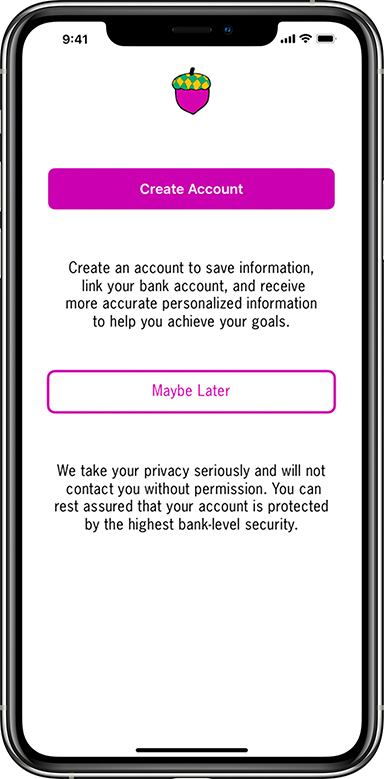 9:41
Create Account
Create an account to save information,
link your bank account, and receive
more accurate personalized information
to help you achieve your goals.
Maybe Later
We take your privacy seriously and will not
contact you without permission. You can
rest assured that your account is protected
by the highest bank-level security.